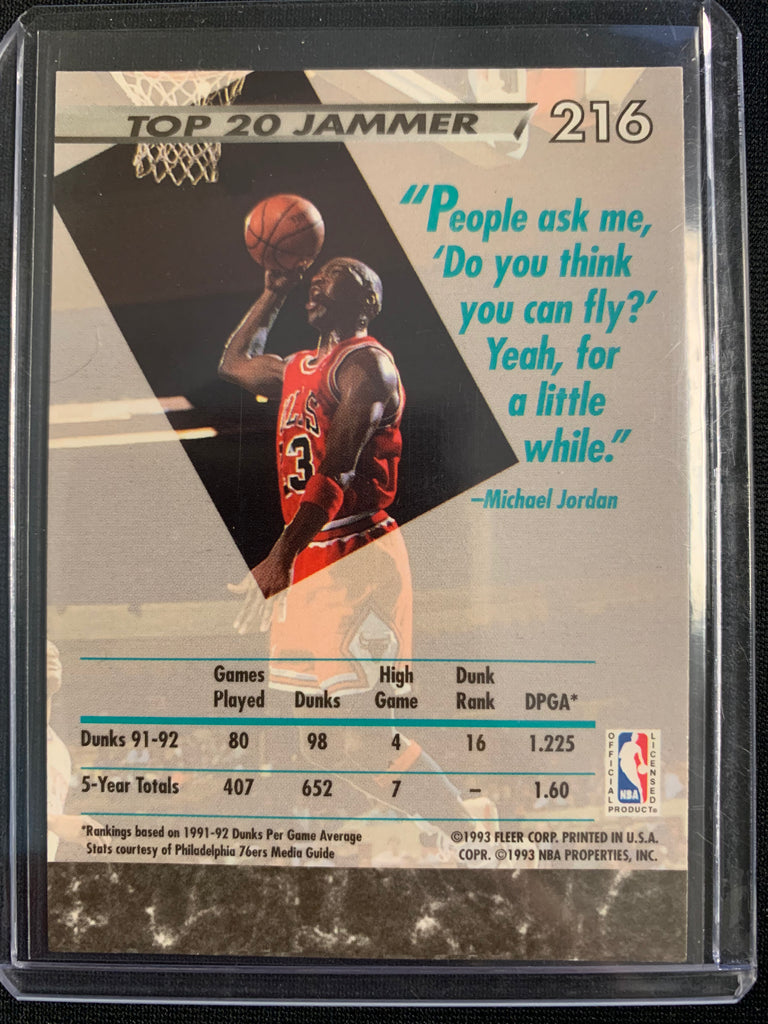 TOP 20 JAMMER 216
“People ask me,
‘Do you think
you can fly?’
Yeah, for
a little
while.”
–Michael Jordan
Games Played Dunks High Game Dunk Rank DPGA*
Dunks 91-92 80 98 4 16 1.225
5-Year Totals 407 652 7 – 1.60
OFFICIAL LICENSED
NBA
PRODUCT®
*Rankings based on 1991-92 Dunks Per Game Average
Stats courtesy of Philadelphia 76ers Media Guide
©1993 FLEER CORP. PRINTED IN U.S.A.
COPR. ©1993 NBA PROPERTIES, INC.